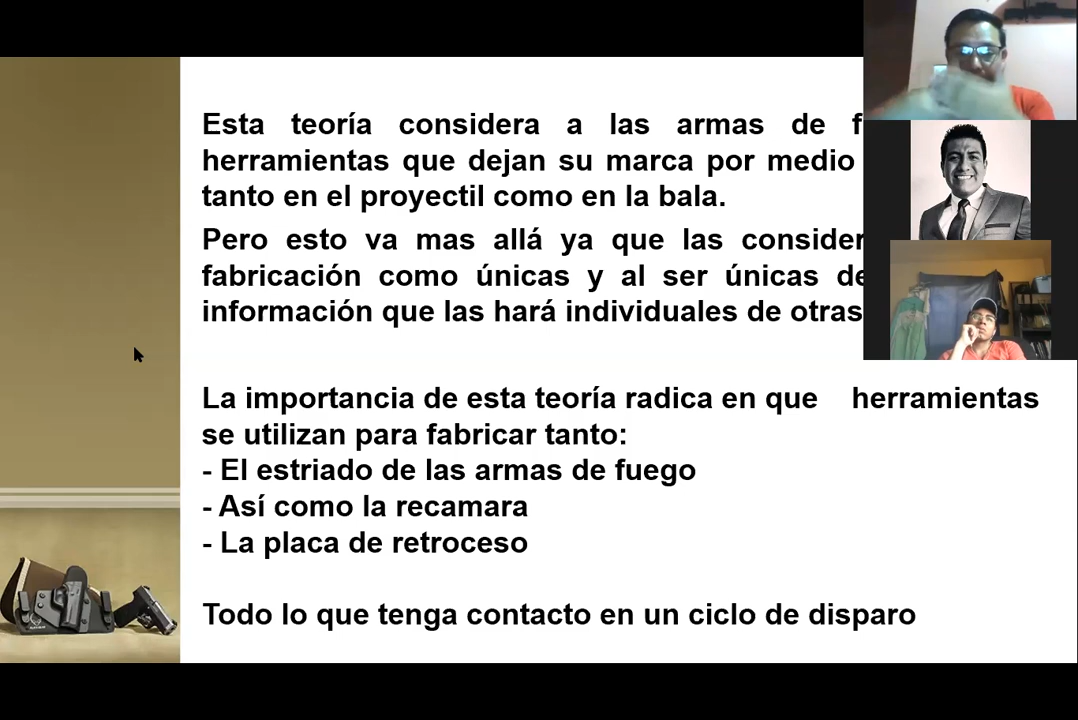 Esta teoría considera a las armas de
herramientas que dejan su marca por medio
tanto en el proyectil como en la bala.
Pero esto va mas allá ya que las
fabricación como únicas y al ser únicas
información que las hará individuales de otras
La importancia de esta teoría radica en que herramientas
se utilizan para fabricar tanto:
- El estriado de las armas de fuego
- Así como la recamara
- La placa de retroceso
Todo lo que tenga contacto en un ciclo de disparo